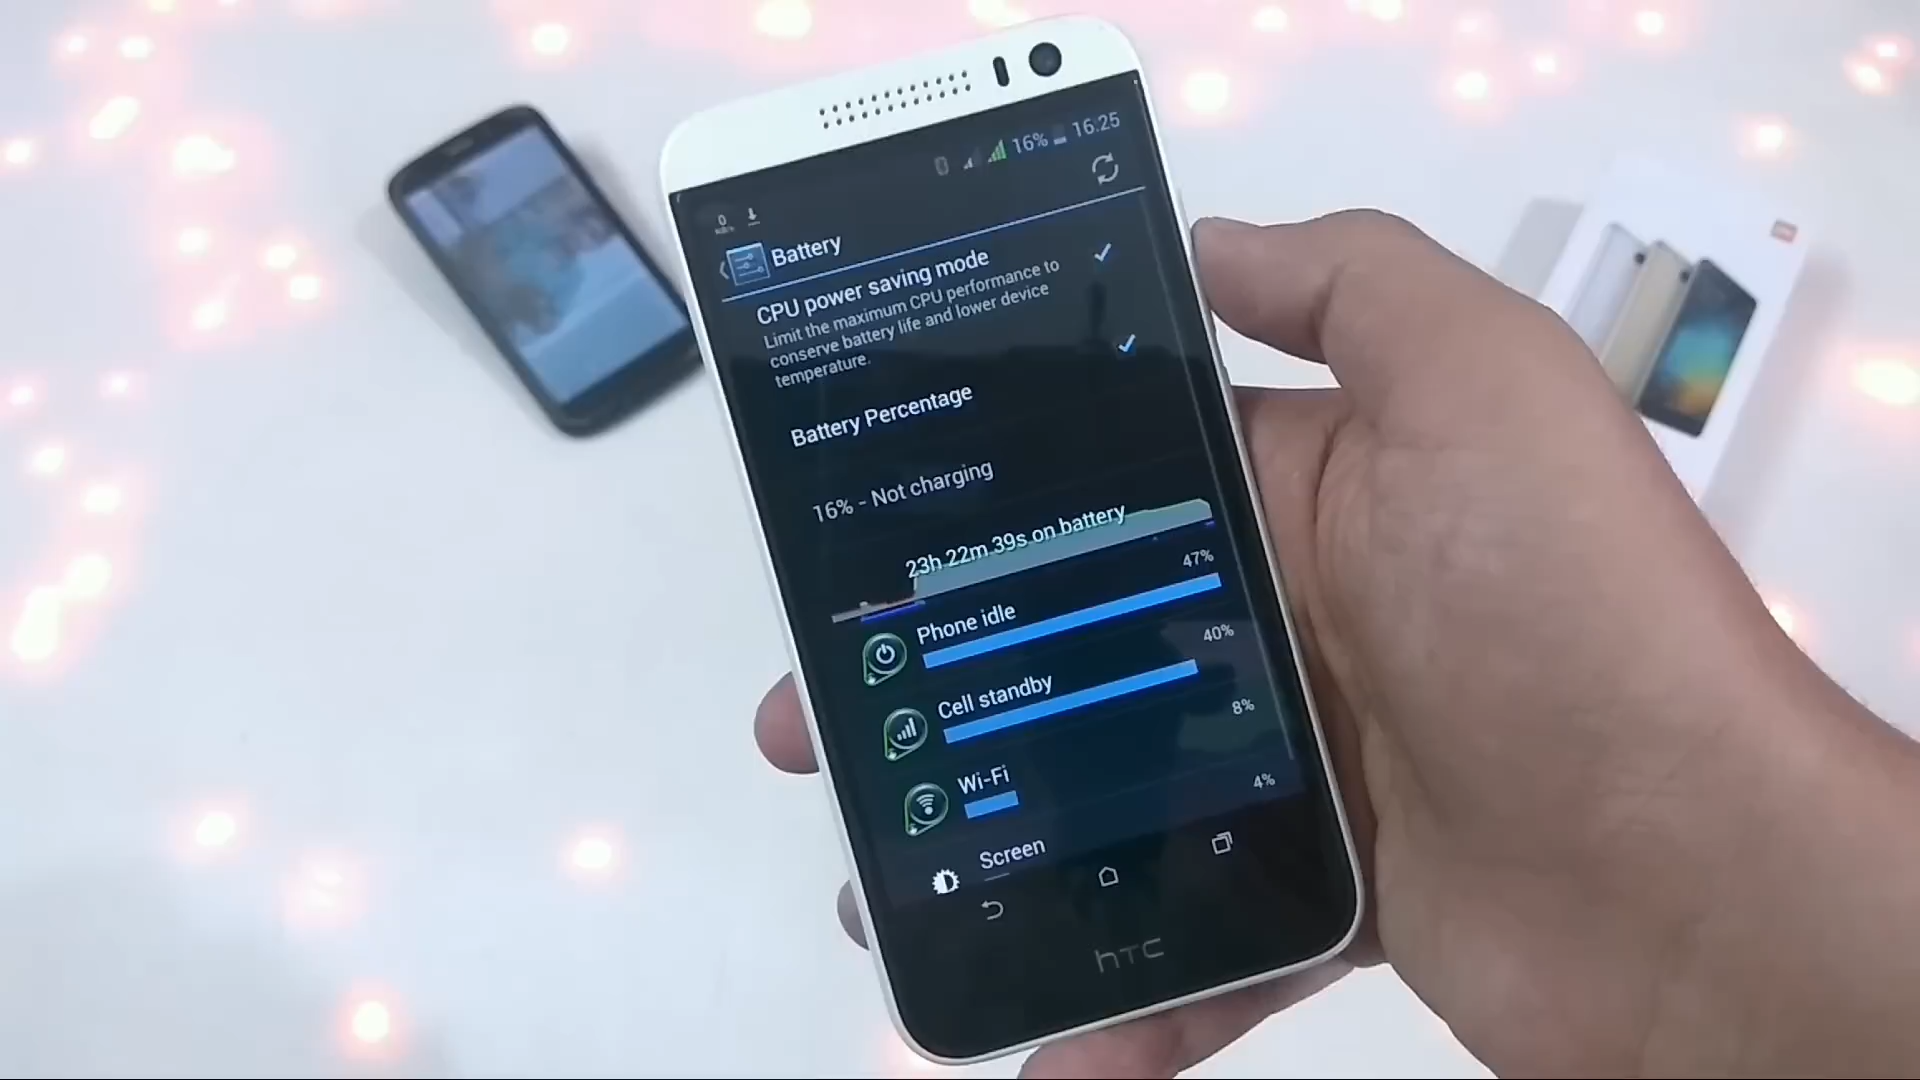 16% 16:25
0
Battery
CPU power saving mode
Limit the maximum CPU performance to
conserve battery life and lower device
temperature.
Battery Percentage
16% - Not charging
23h 22m 39s on battery
47%
Phone idle
40%
Cell standby
8%
Wi-Fi
4%
Screen
hTC